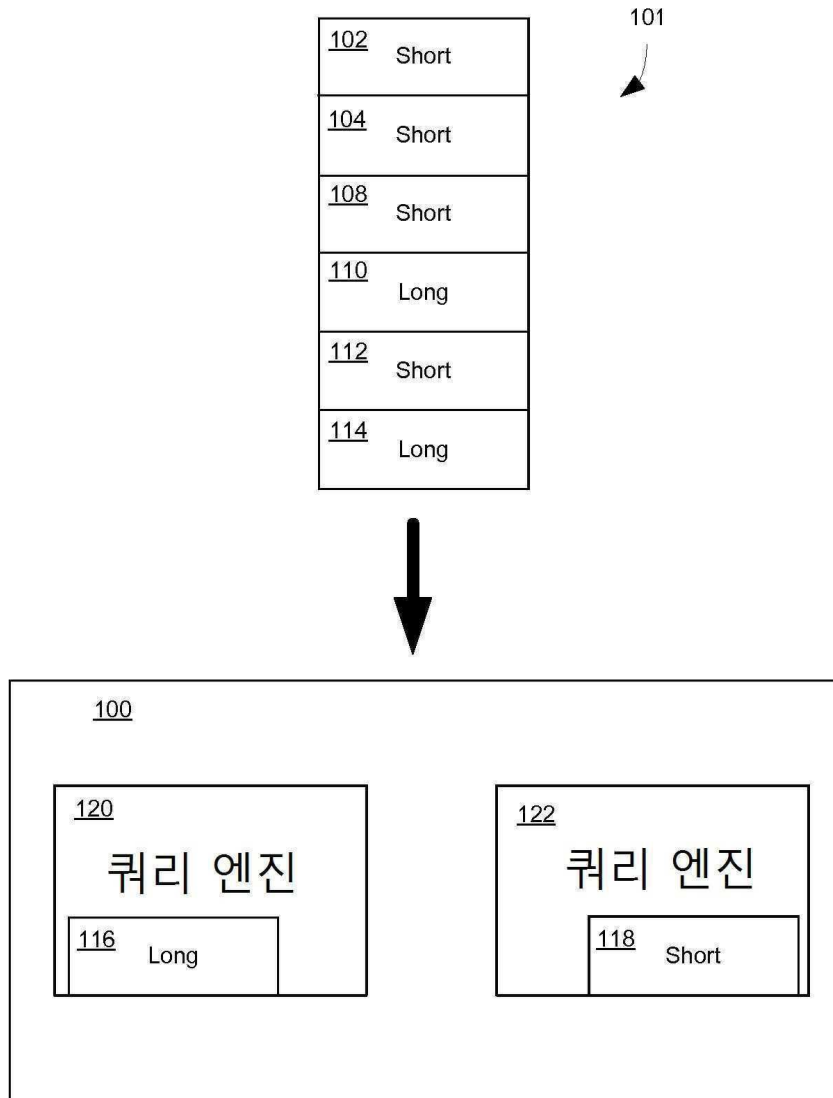 101
102 Short
104 Short
108 Short
110 Long
112 Short
114 Long
100
120
쿼리 엔진
116 Long
122
쿼리 엔진
118 Short